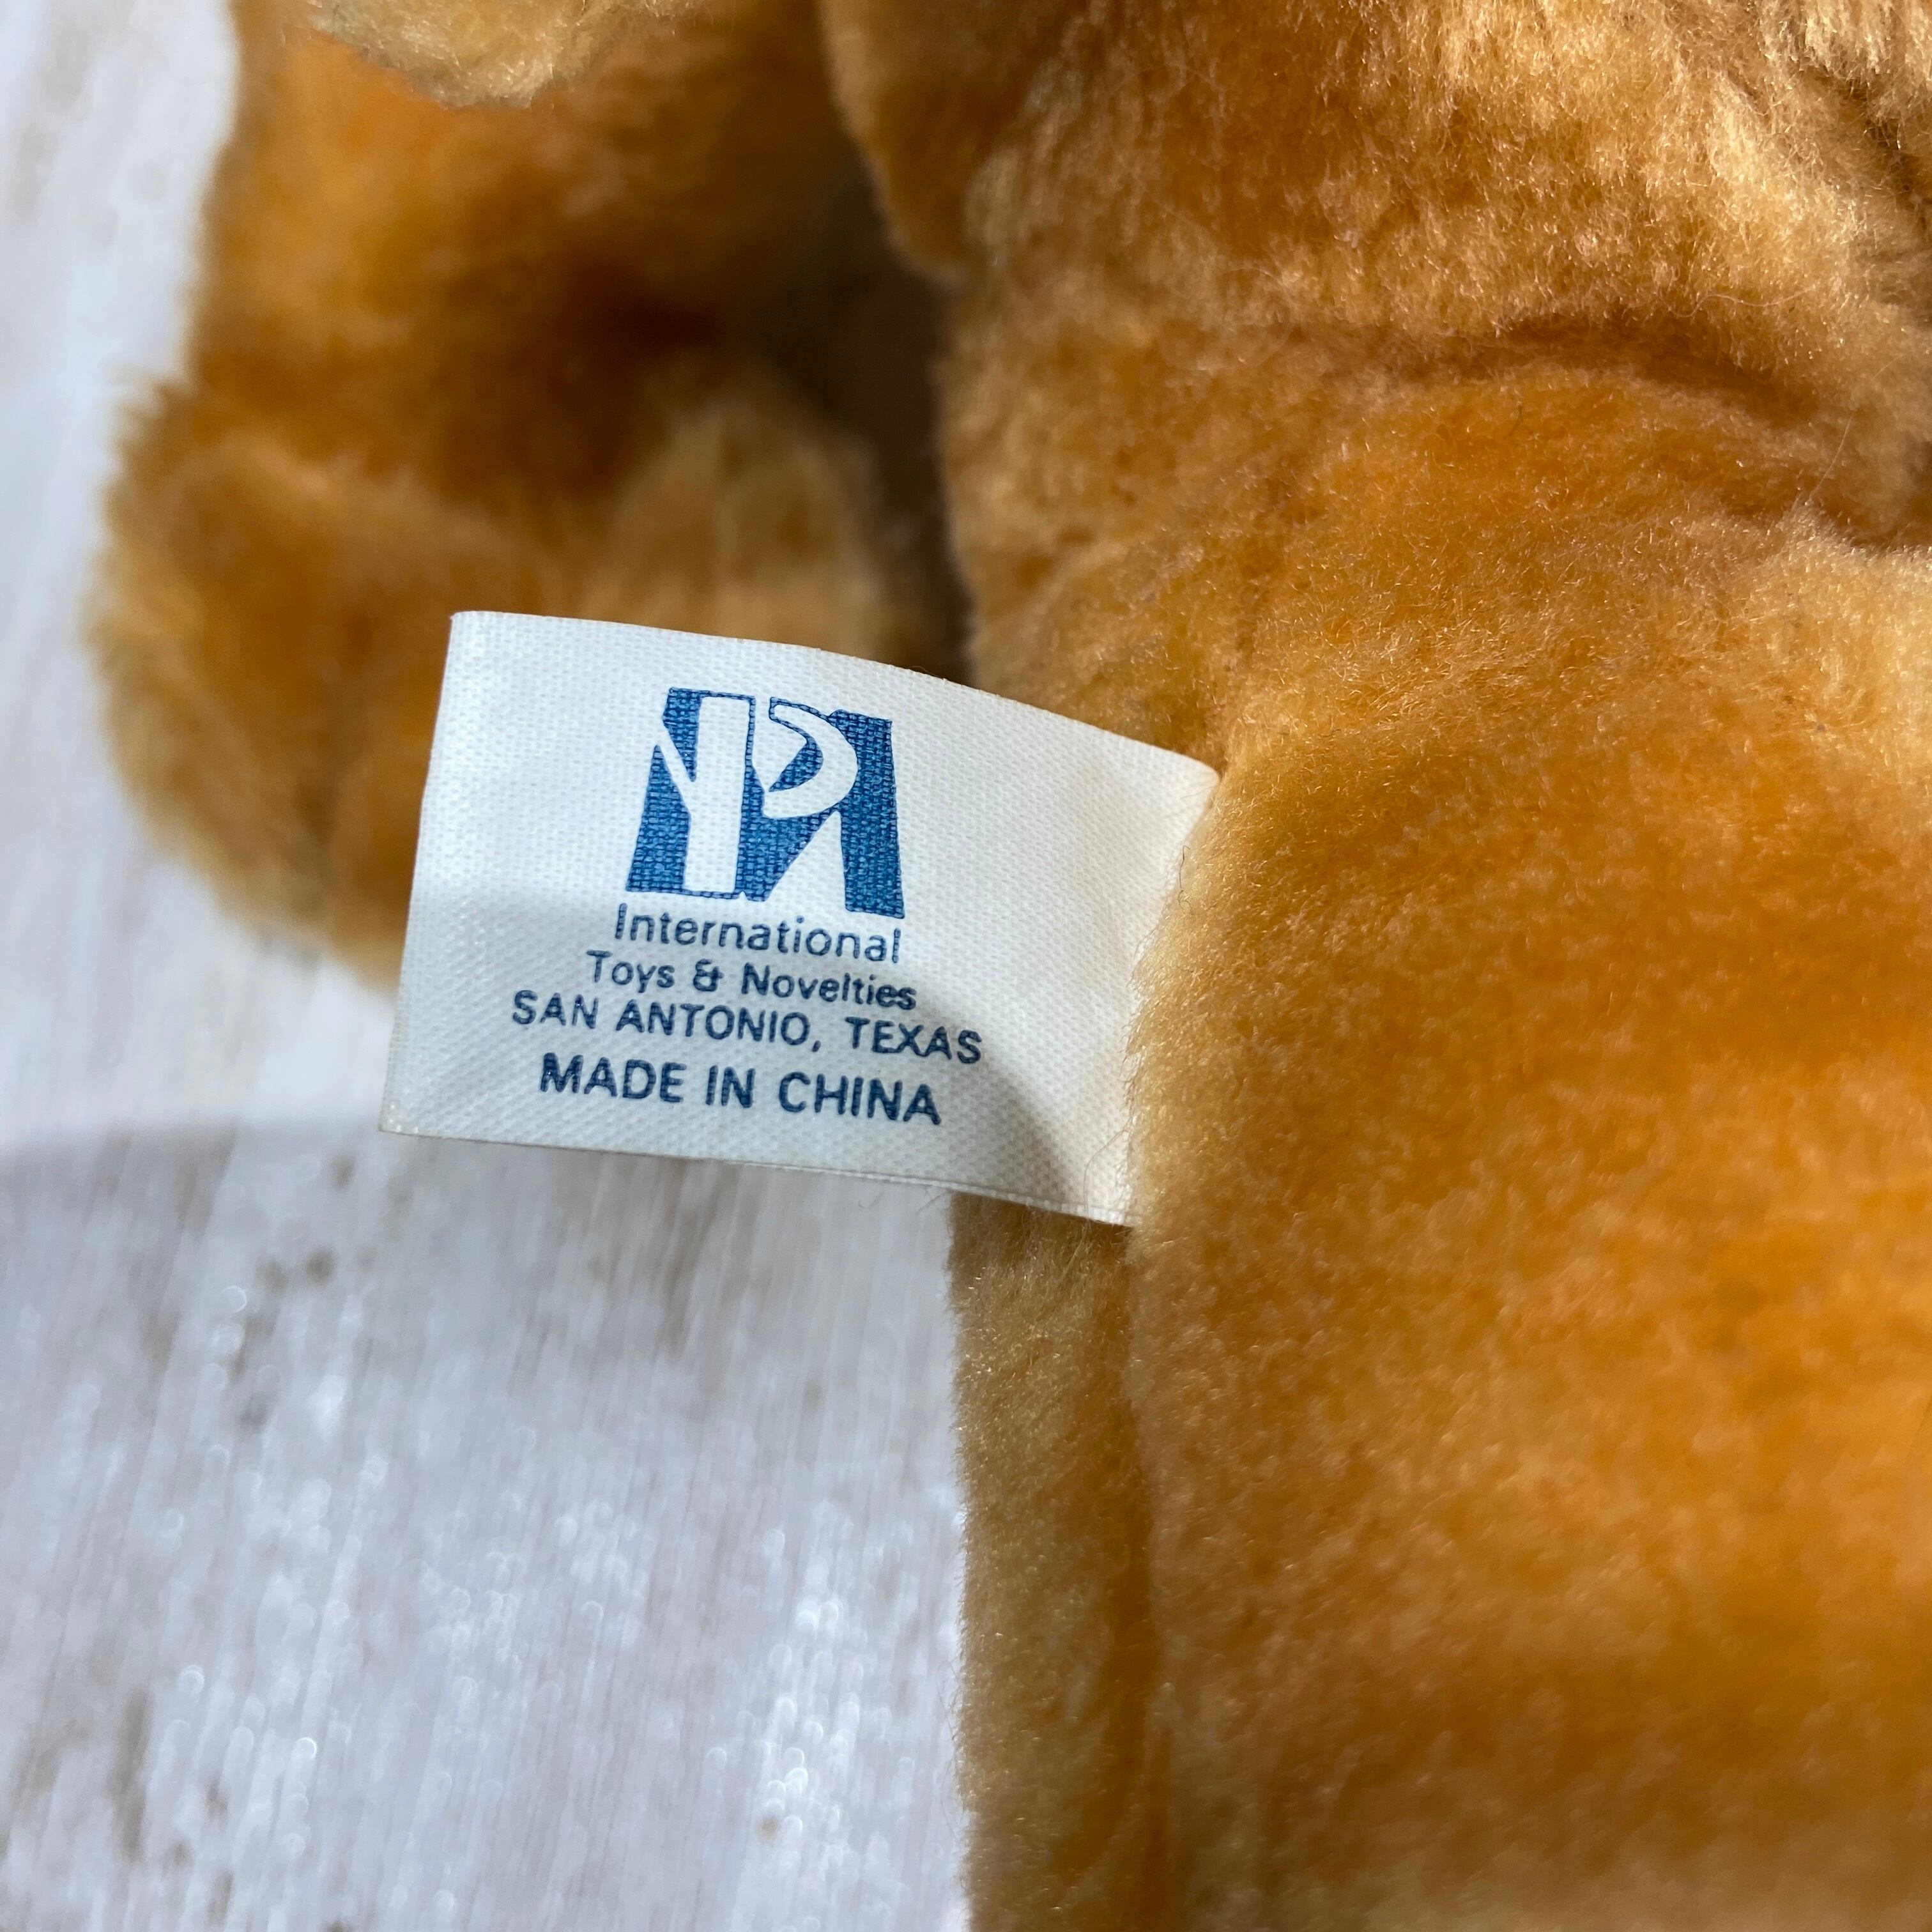 International
Toys & Novelties
SAN ANTONIO, TEXAS
MADE IN CHINA